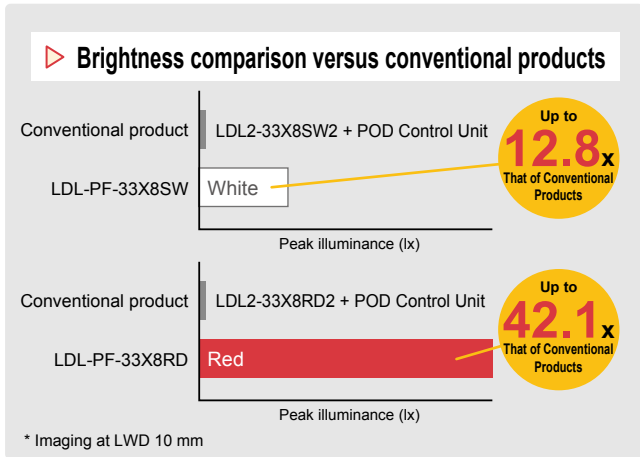 Brightness comparison versus conventional products
Conventional product
LDL2-33X8SW2 + POD Control Unit
LDL-PF-33X8SW
White
Peak illuminance (lx)
Up to
12.8x
That of Conventional
Products
Conventional product
LDL2-33X8RD2 + POD Control Unit
LDL-PF-33X8RD
Red
Peak illuminance (lx)
Up to
42.1x
That of Conventional
Products
* Imaging at LWD 10 mm